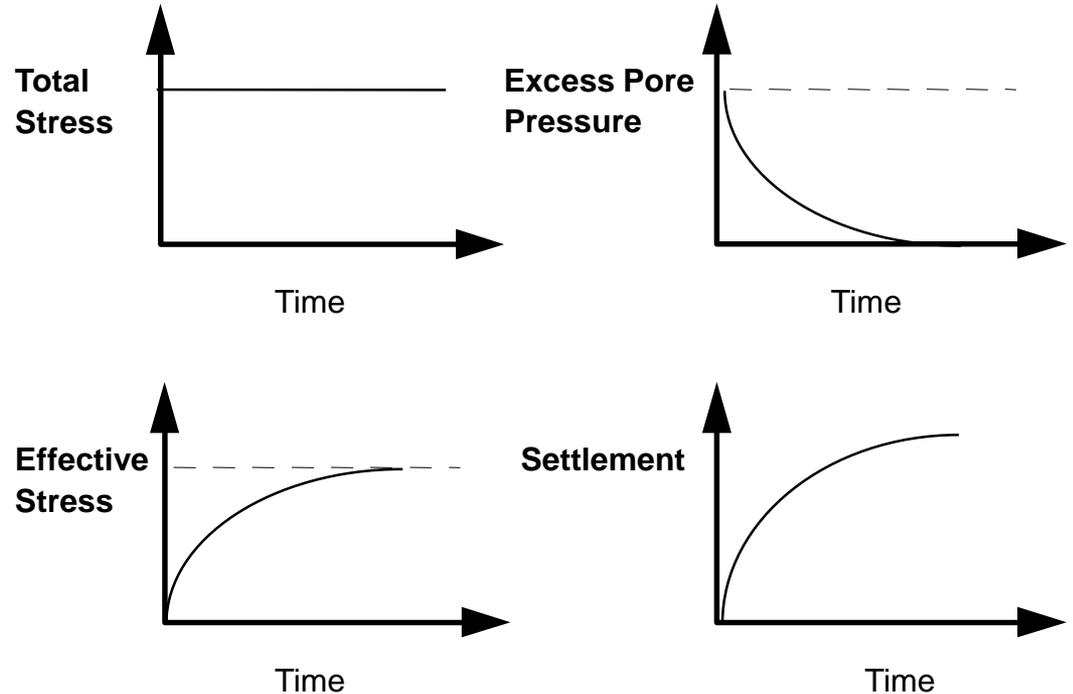 Total
Stress
Time
Excess Pore
Pressure
Time
Effective
Stress
Time
Settlement
Time